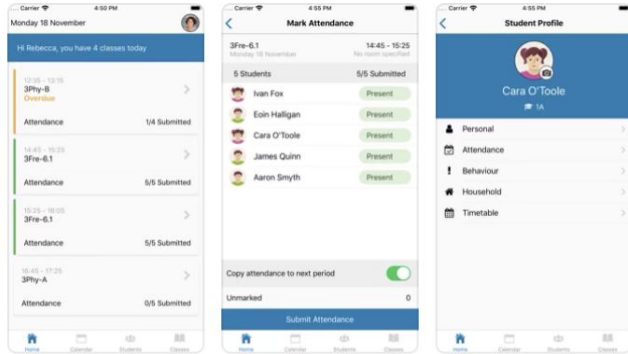 Carrier
4:50 PM
Monday 18 November
Hi Rebecca, you have 4 classes today
12:35 - 13:15
3Phy-B
Overdue
Attendance
1/4 Submitted
14:45 - 15:25
3Fre-6.1
Attendance
5/5 Submitted
15:25 - 16:05
3Fre-6.1
Attendance
5/5 Submitted
16:45 - 17:25
3Phy-A
Attendance
0/5 Submitted
Home
Calendar
Students
Classes
Carrier
4:55 PM
Mark Attendance
3Fre-6.1
14:45 - 15:25
Monday 18 November
No room specified
5 Students
5/5 Submitted
Ivan Fox
Present
Eoin Halligan
Present
Cara O'Toole
Present
James Quinn
Present
Aaron Smyth
Present
Copy attendance to next period
Unmarked
0
Submit Attendance
Home
Calendar
Students
Classes
Carrier
4:55 PM
Student Profile
Cara O'Toole
1A
Personal
Attendance
Behaviour
Household
Timetable
Home
Calendar
Students
Classes